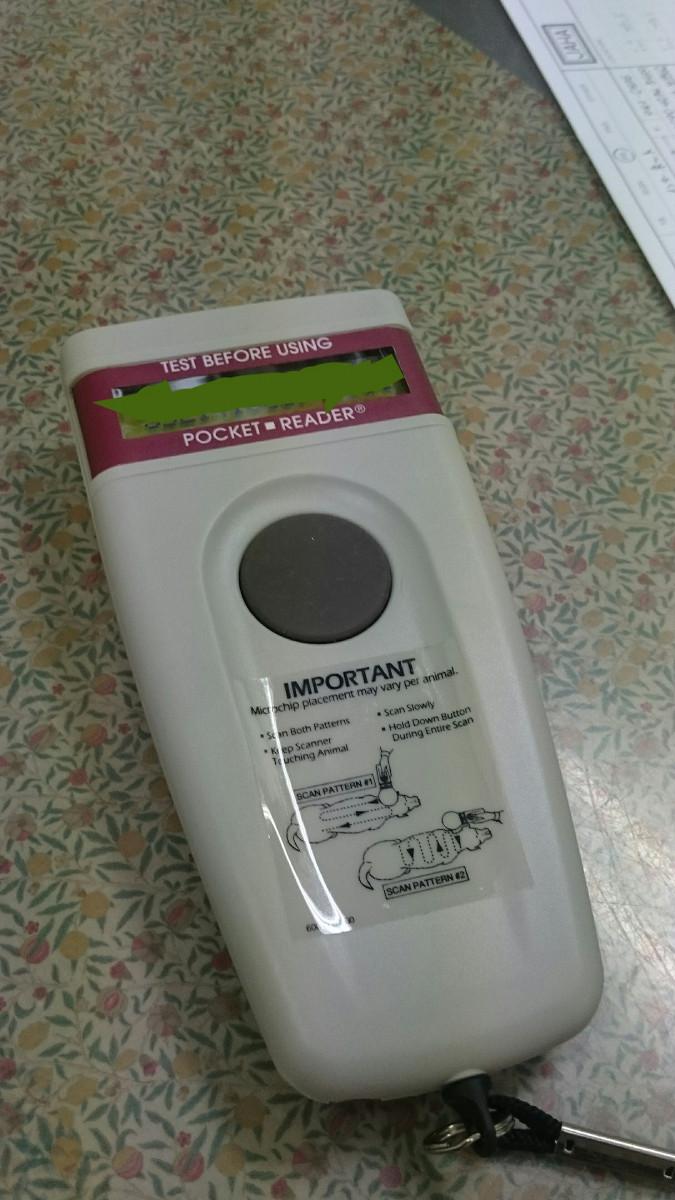 TEST BEFORE USING
POCKET ■ READER®
IMPORTANT
Microchip placement may vary per animal.
• Scan Both Patterns
• Keep Scanner
Touching Animal
• Scan Slowly
• Hold Down Button
During Entire Scan
SCAN PATTERN #1
SCAN PATTERN #2